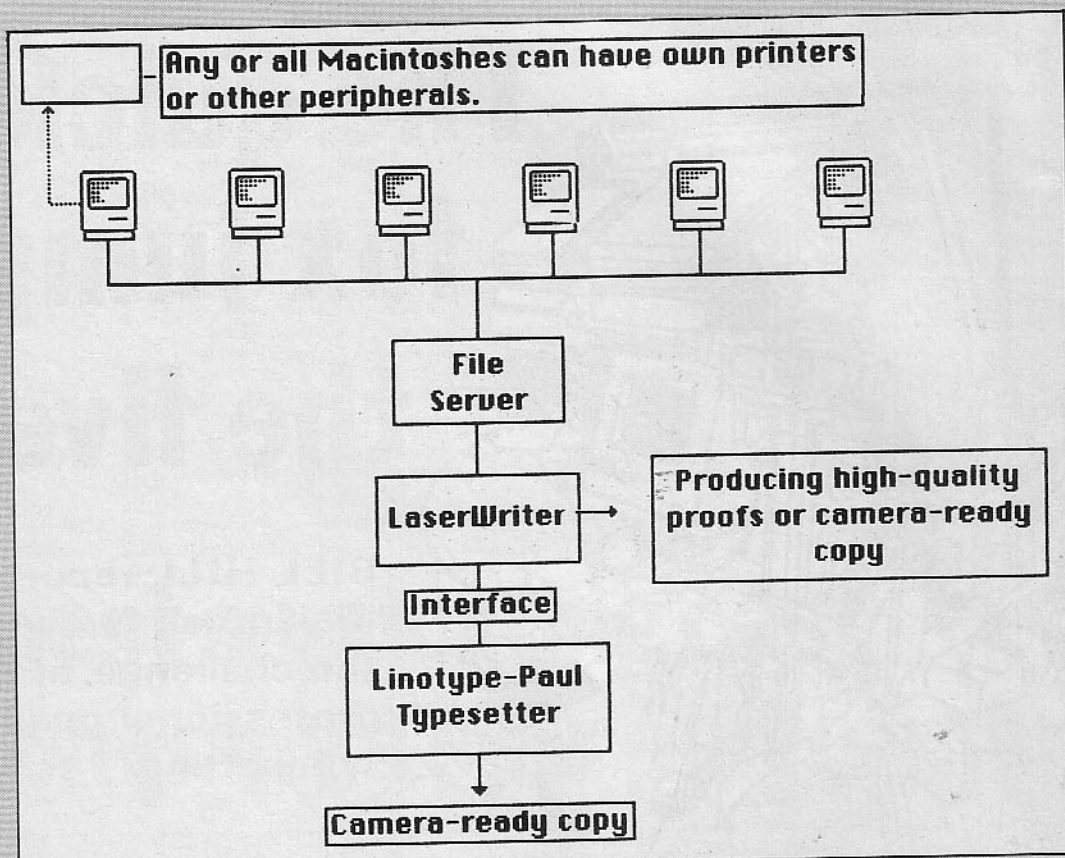 Any or all Macintoshes can have own printers
or other peripherals.
File
Server
LaserWriter
Producing high-quality
proofs or camera-ready
copy
Interface
Linotype-Paul
Typesetter
Camera-ready copy